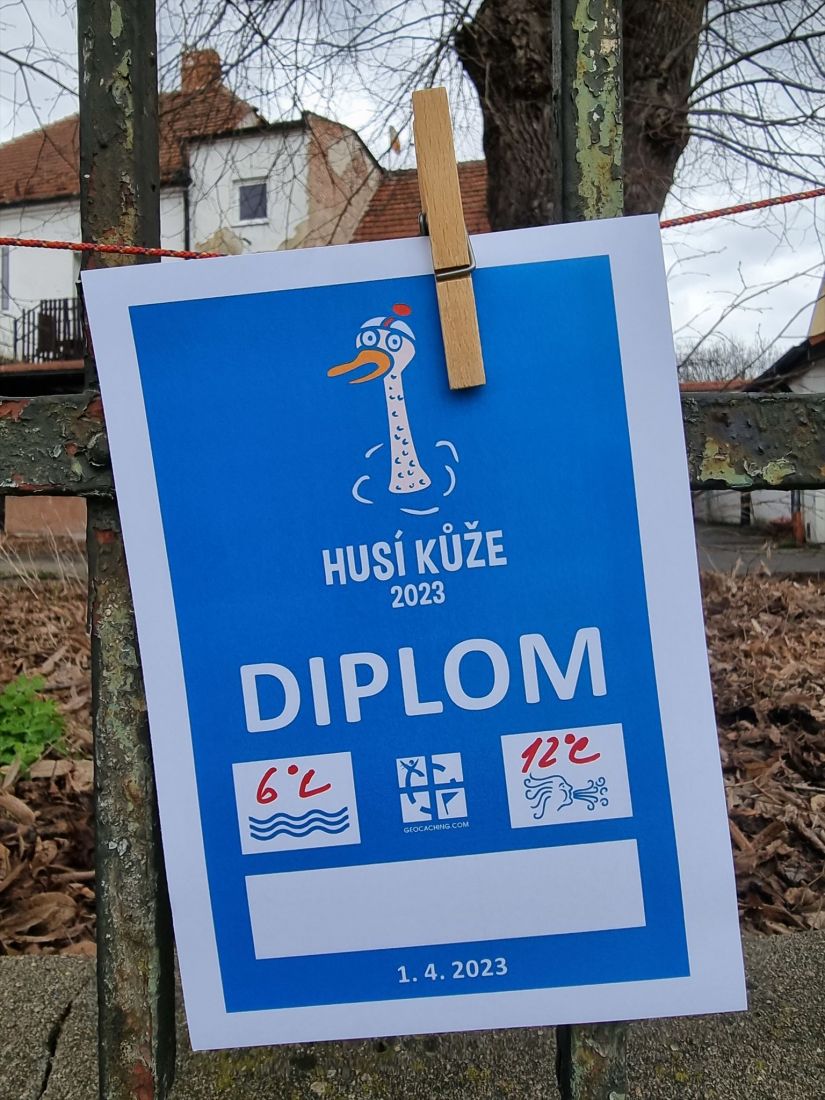 HUSÍ KŮŽE
2023
DIPLOM
6°C
12°C
GEOCACHING.COM
1. 4. 2023